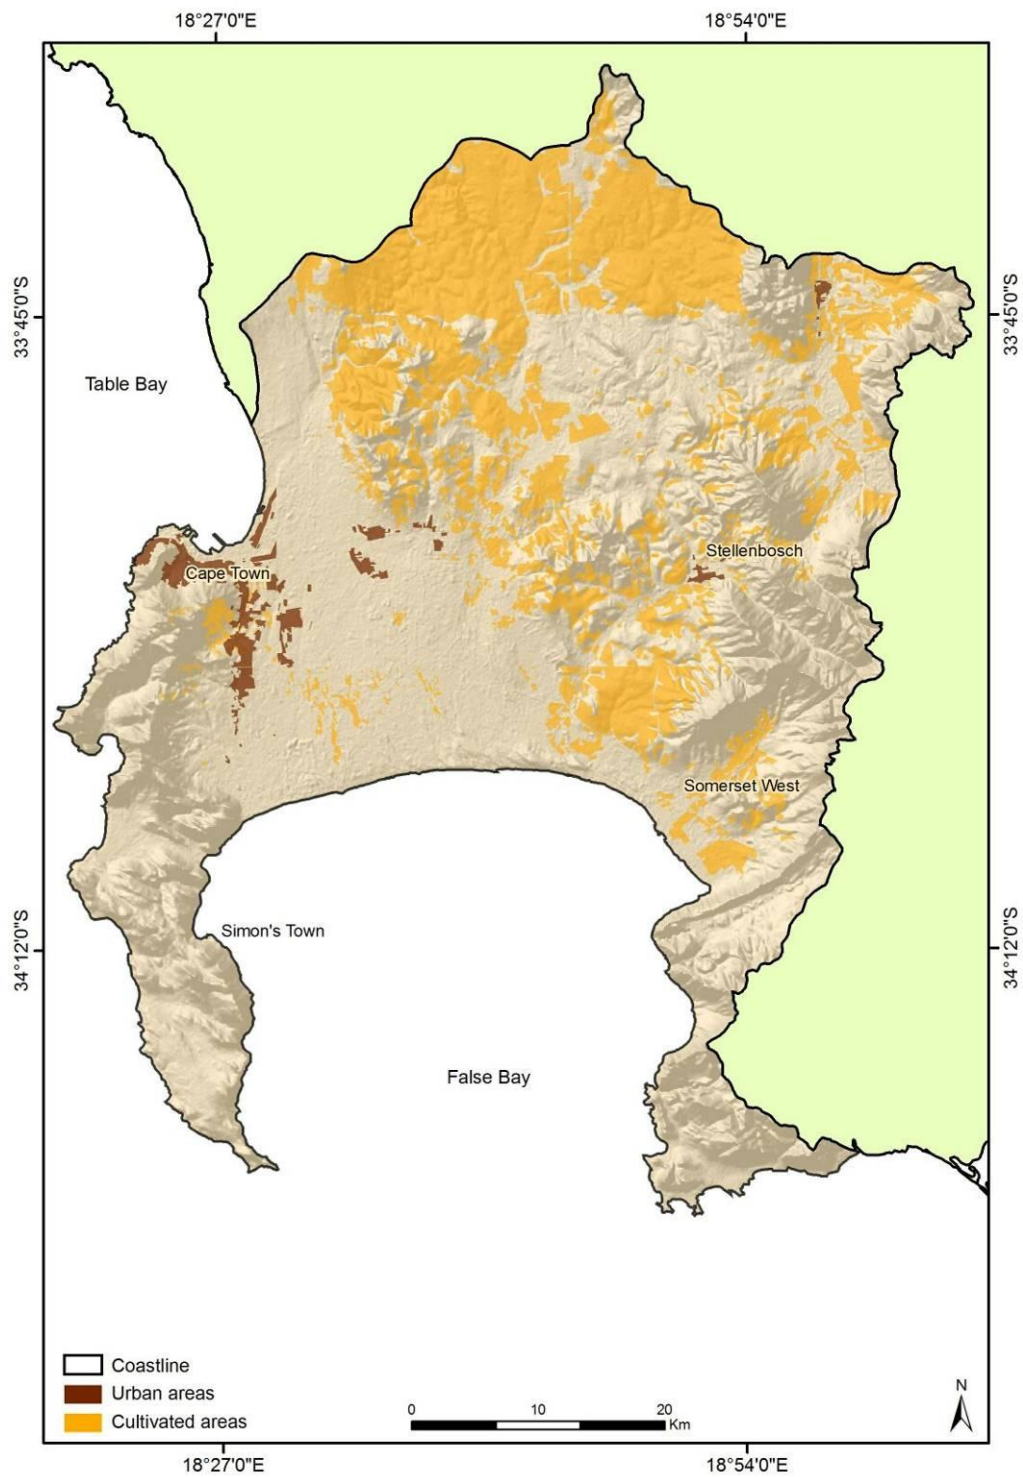 18°27'0"E
18°54'0"E
33°45'0"S
33°45'0"S
Table Bay
Stellenbosch
Cape Town
Somerset West
Simon's Town
34°12'0"S
34°12'0"S
False Bay
Coastline
Urban areas
Cultivated areas
0 10 20
Km
N
18°27'0"E
18°54'0"E